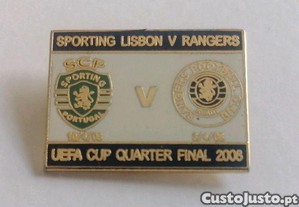 SPORTING LISBON V RANGERS
SCP
SPORTING
PORTUGAL
V
UEFA CUP QUARTER FINAL 2008
CustoJusto.pt